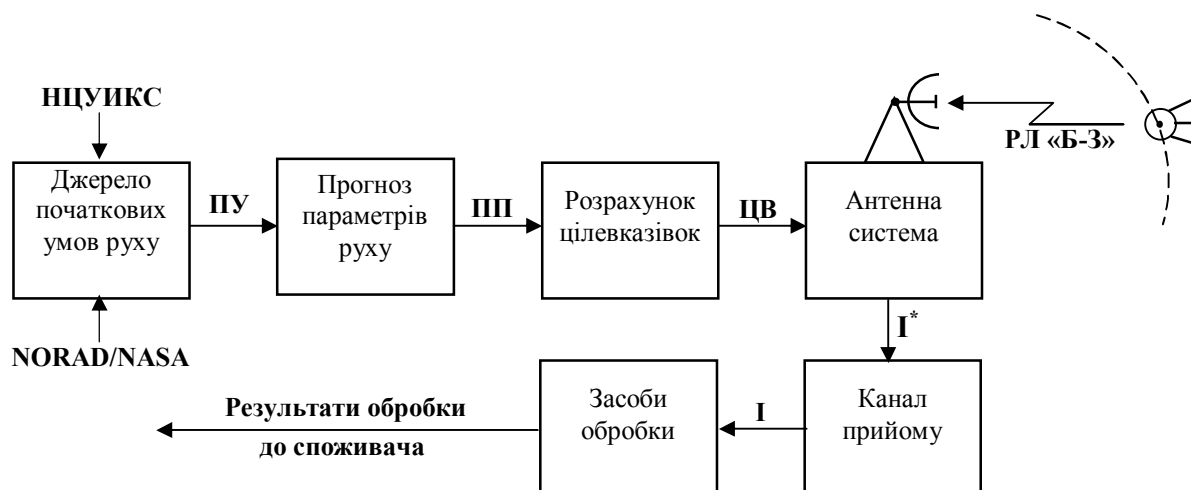 НЦУИКС
РЛ «Б-З»
Джерело
початкових
умов руху
ПУ
Прогноз
параметрів
руху
ПП
Розрахунок
цілевказівок
ЦВ
Антенна
система
NORAD/NASA
I*
Результати обробки
до споживача
Засоби
обробки
I
Канал
прийому